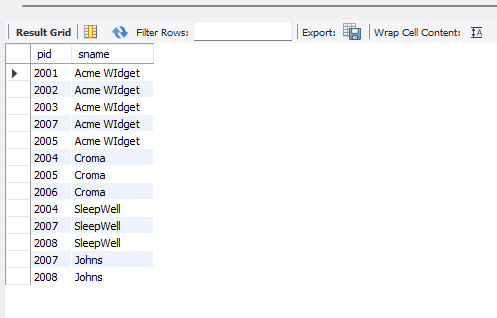 Result Grid Filter Rows: Export: Wrap Cell Content:
pid sname
2001 Acme WIdget
2002 Acme WIdget
2003 Acme WIdget
2007 Acme WIdget
2005 Acme WIdget
2004 Croma
2005 Croma
2006 Croma
2004 SleepWell
2007 SleepWell
2008 SleepWell
2007 Johns
2008 Johns